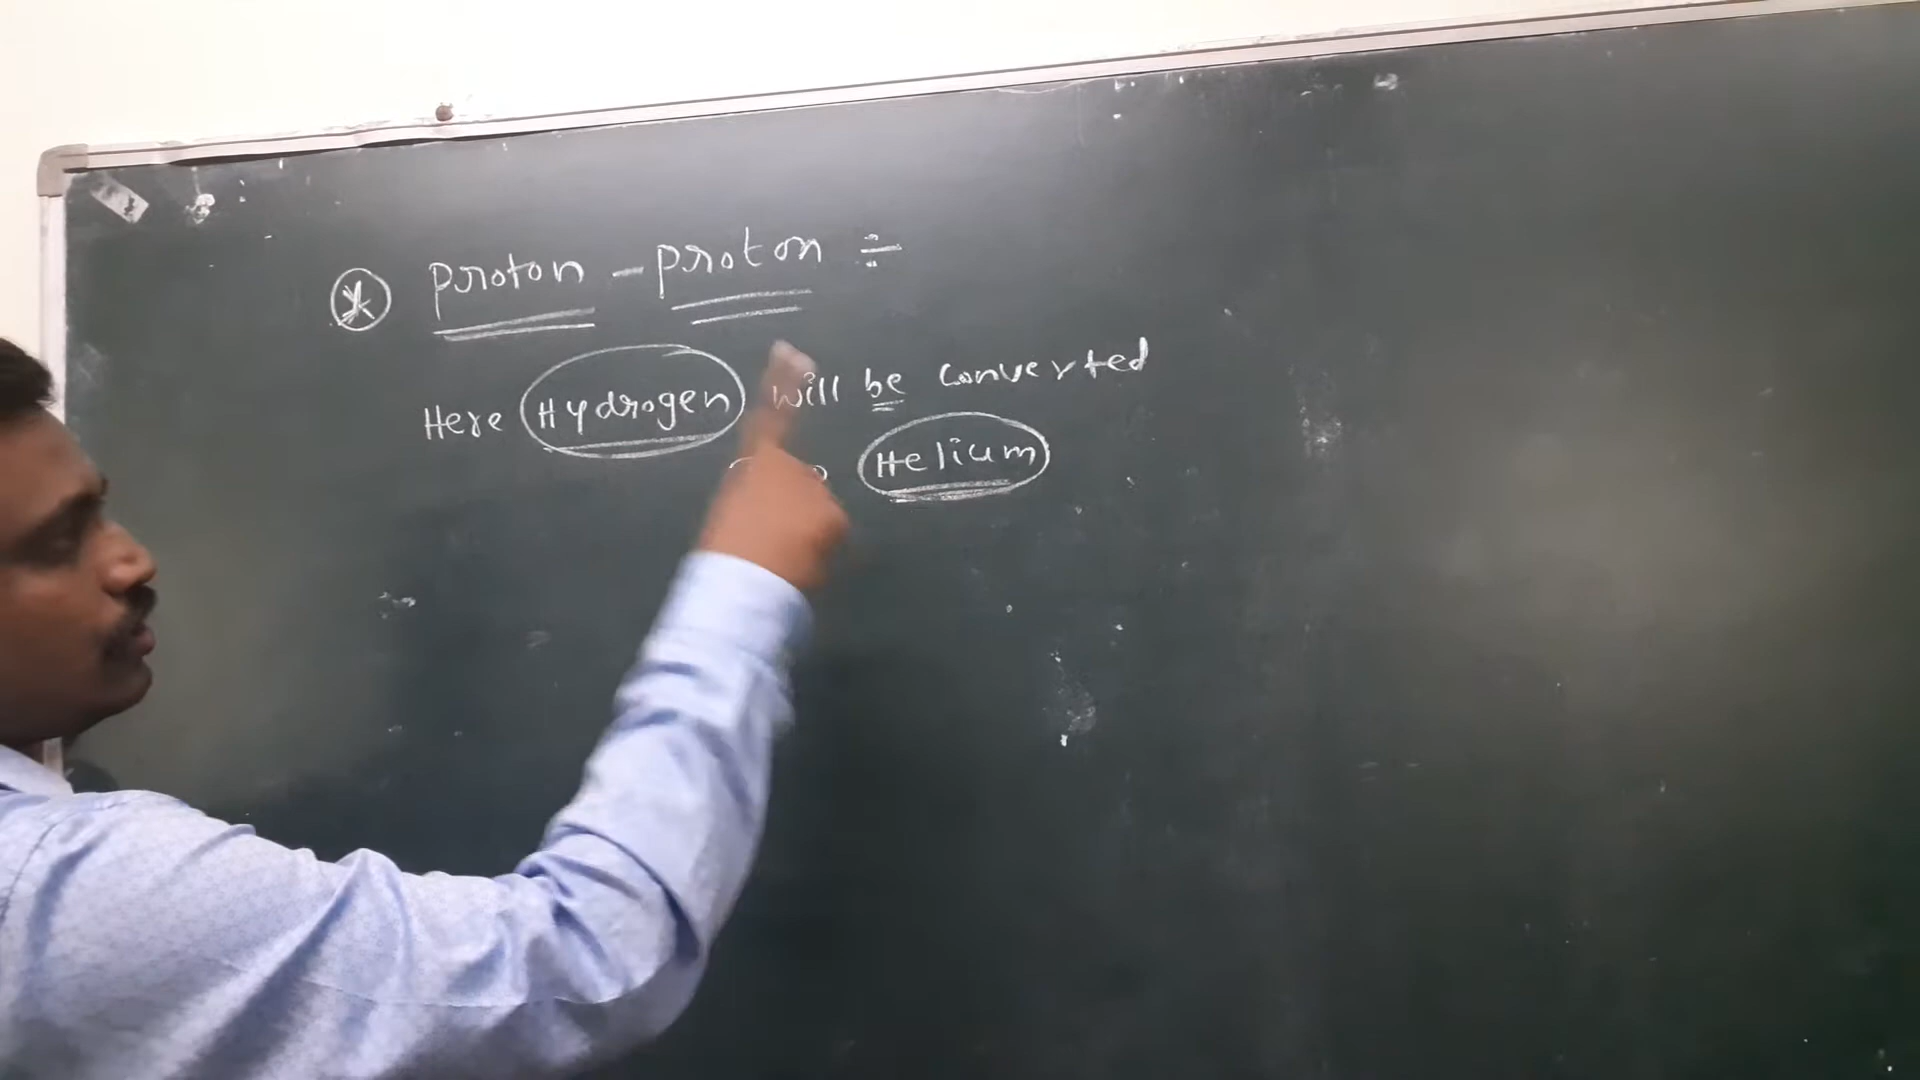 * Proton - Proton ÷
Here Hydrogen will be converted
Helium